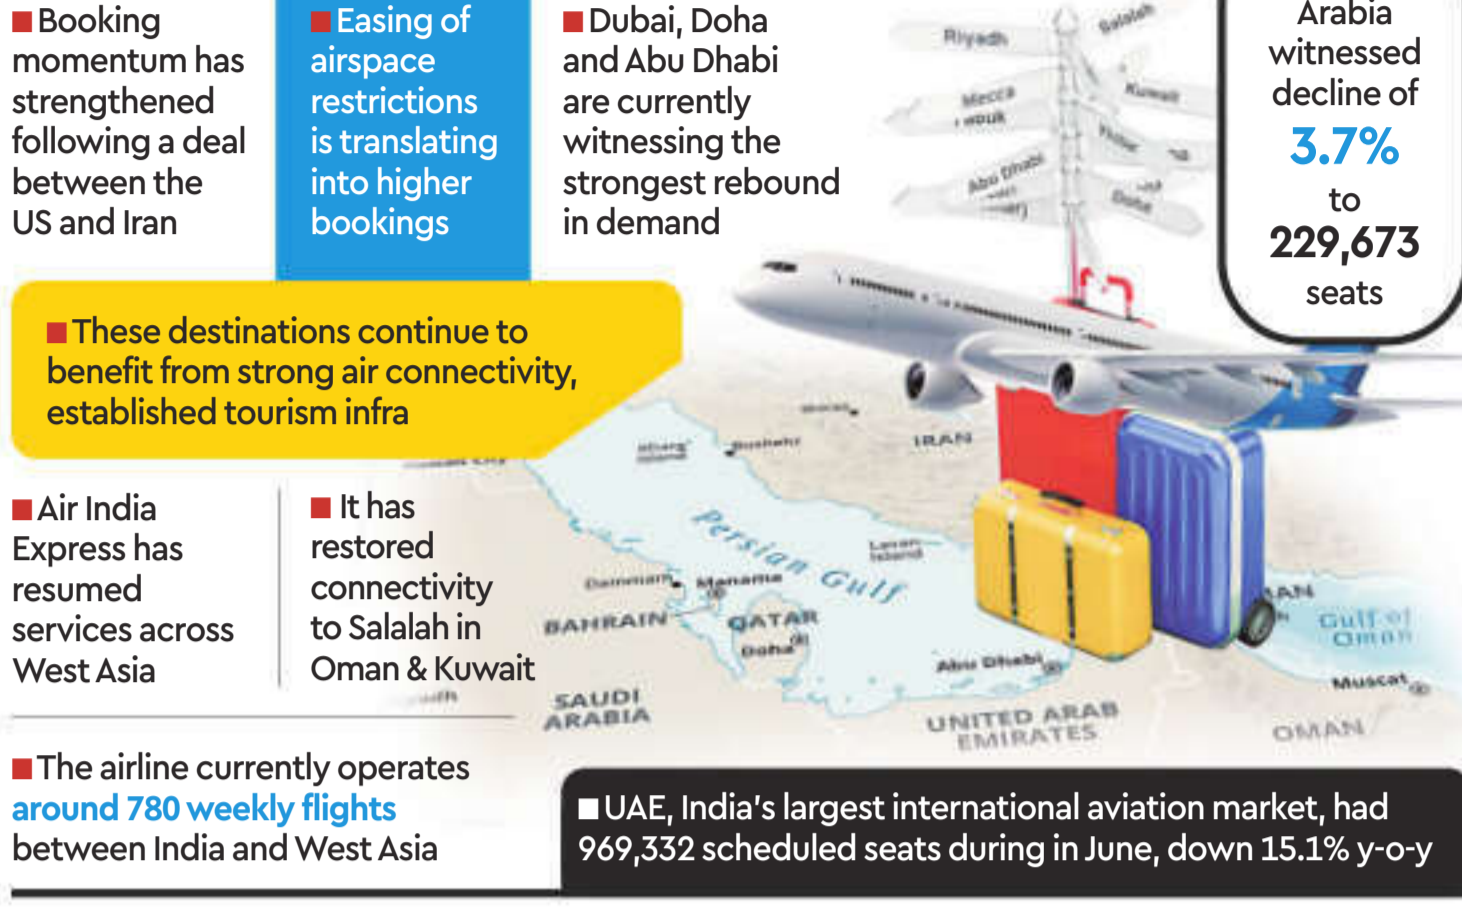 ■ Booking
momentum has
strengthened
following a deal
between the
US and Iran
■ Easing of
airspace
restrictions
is translating
into higher
bookings
■ Dubai, Doha
and Abu Dhabi
are currently
witnessing the
strongest rebound
in demand
Riyadh
Salalah
Mecca
Kuwait
Abu Dhabi
Doha
Arabia
witnessed
decline of
3.7%
to
229,673
seats
■ These destinations continue to
benefit from strong air connectivity,
established tourism infra
■ Air India
Express has
resumed
services across
West Asia
■ It has
restored
connectivity
to Salalah in
Oman & Kuwait
IRAN
Bushehr
Kharg
Island
Persian Gulf
Lavan
Island
Dammam
Manama
BAHRAIN
QATAR
Doha
Abu Dhabi
SAUDI
ARABIA
UNITED ARAB
EMIRATES
Gulf of
Oman
Muscat
OMAN
■ The airline currently operates
around 780 weekly flights
between India and West Asia
■ UAE, India's largest international aviation market, had
969,332 scheduled seats during in June, down 15.1% y-o-y